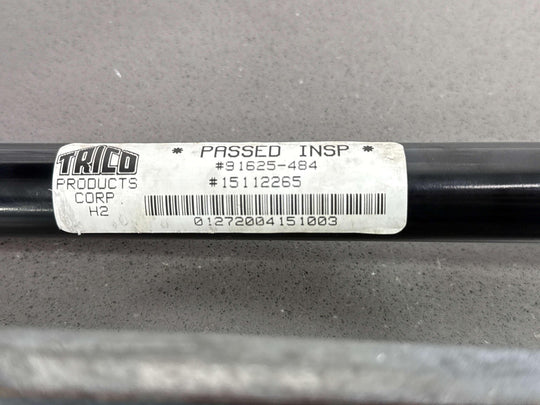 TRICO
PRODUCTS
CORP
H2
* PASSED INSP *
#91625-484
#15112265
01272004151003